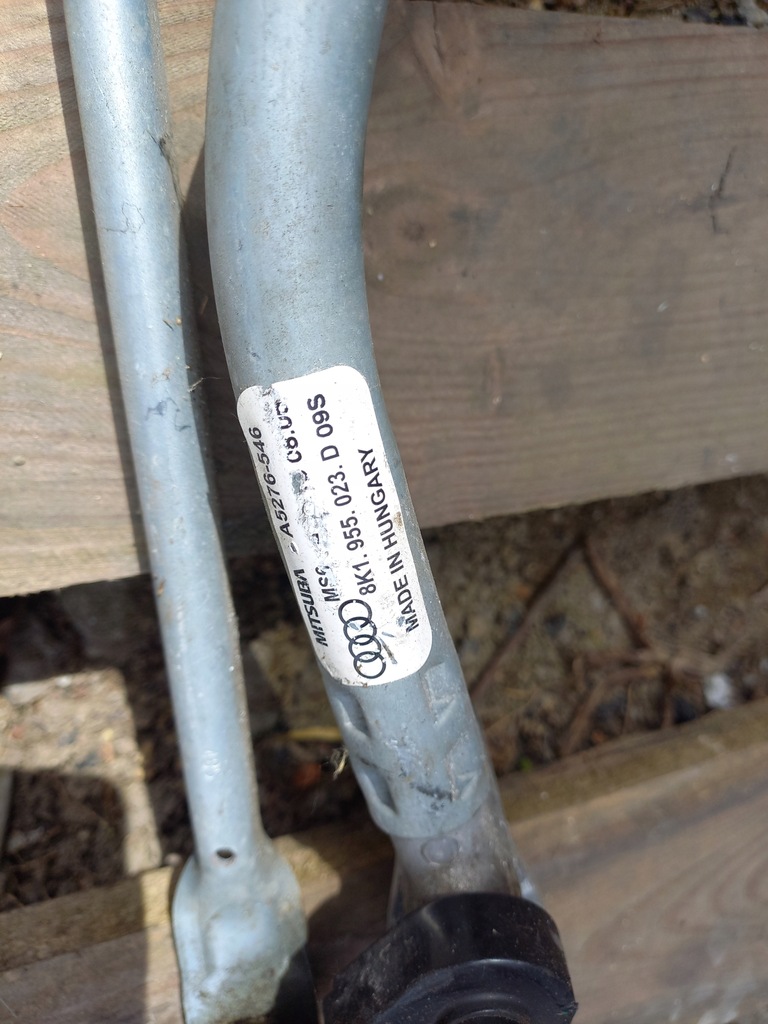 MITSUBA A5276-546
8K1. 955. 023. D 09S
MADE IN HUNGARY